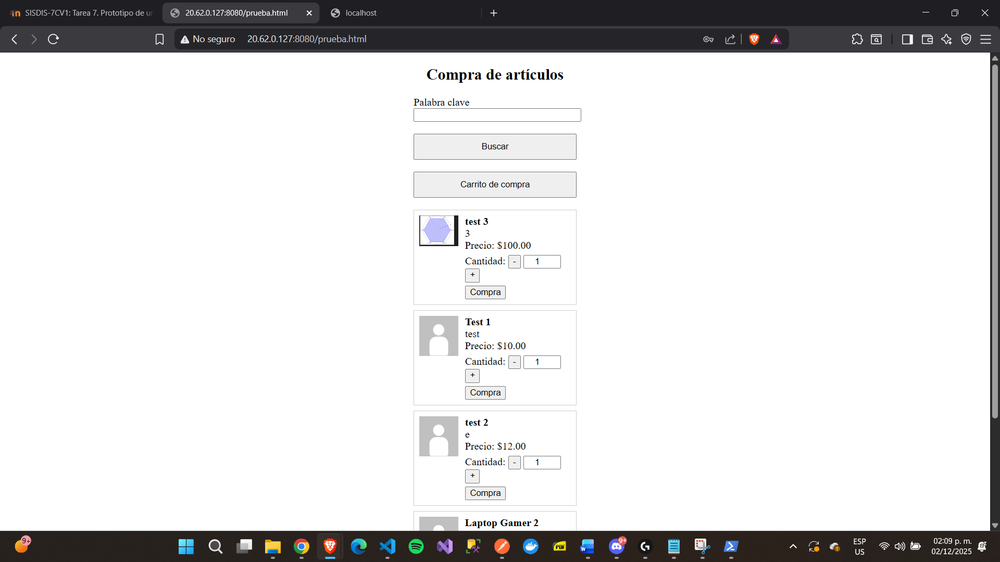 SISDIS-7CV1: Tarea 7. Prototipo de un
20.62.0.127:8080/prueba.html
localhost
No seguro
20.62.0.127:8080/prueba.html
Compra de artículos
Palabra clave
Buscar
Carrito de compra
test 3
3
Precio: $100.00
Cantidad: - 1
+
Compra
Test 1
test
Precio: $10.00
Cantidad: - 1
+
Compra
test 2
e
Precio: $12.00
Cantidad: - 1
+
Compra
Laptop Gamer 2
9+
PDF
9+
ESP
US
02:09 p. m.
02/12/2025